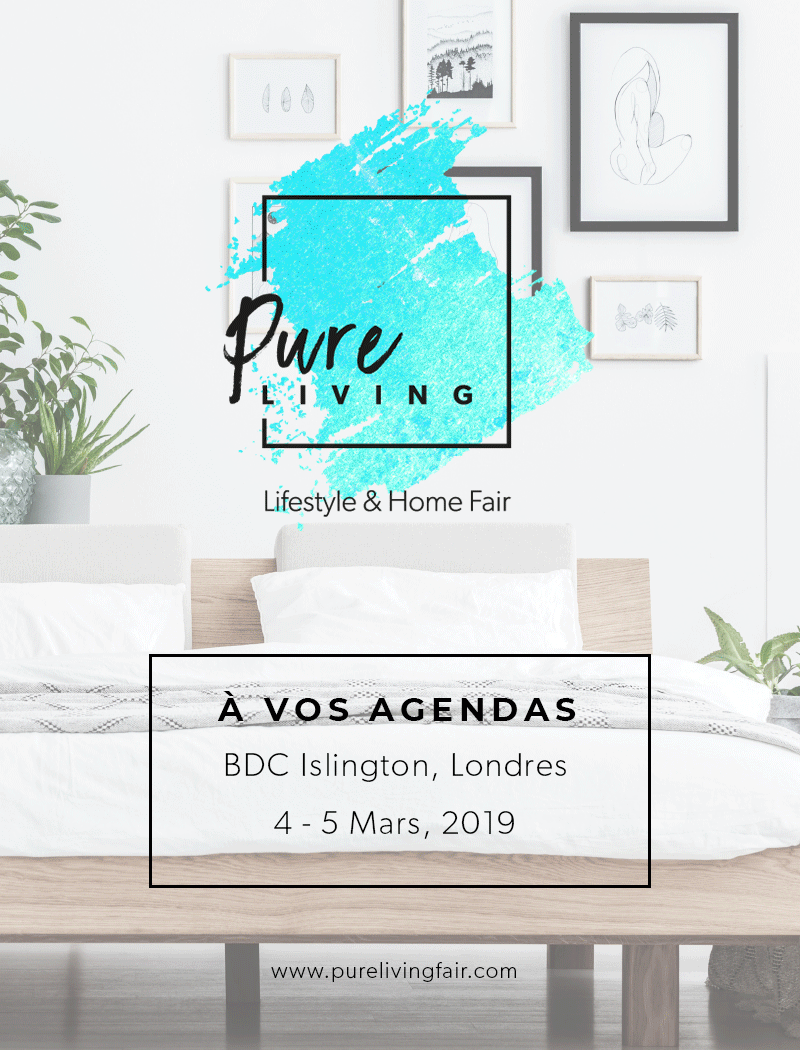 Pure
LIVING
Lifestyle & Home Fair
À VOS AGENDAS
BDC Islington, Londres
4 - 5 Mars, 2019
www.purelivingfair.com